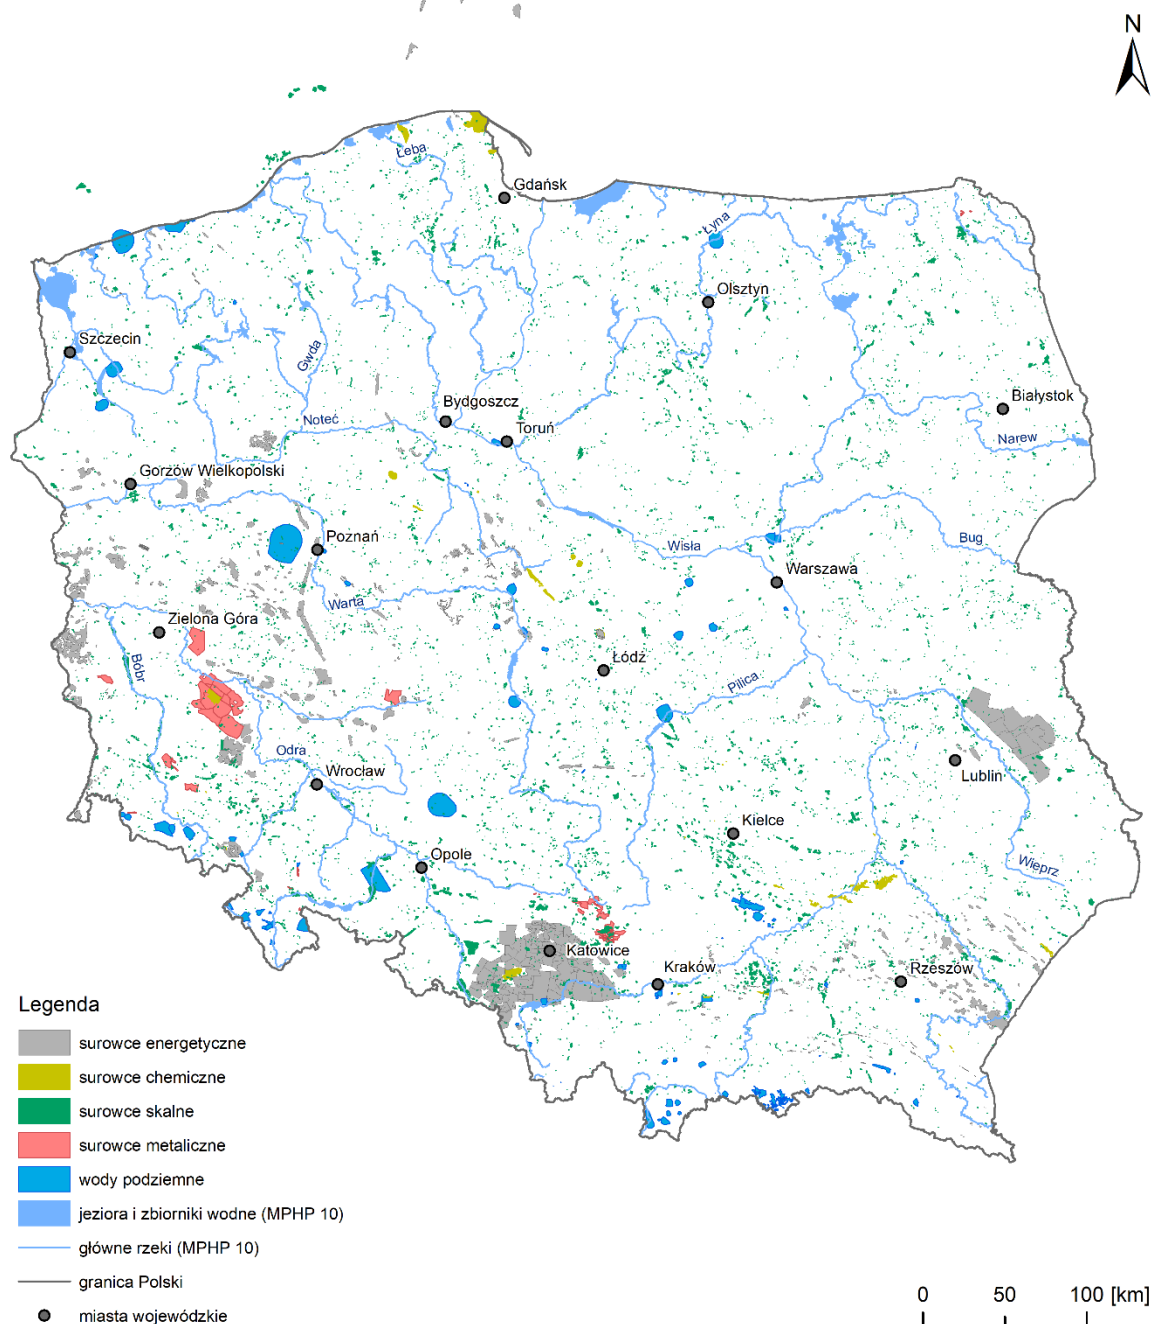 N
Łeba
Gdańsk
Łyna
Olsztyn
Szczecin
Gwda
Białystok
Bydgoszcz
Noteć
Toruń
Narew
Gorzów Wielkopolski
Poznań
Wisła
Bug
Warszawa
Warta
Zielona Góra
Bóbr
Łódź
Pilica
Odra
Wrocław
Lublin
Kielce
Opole
Wieprz
Katowice
Kraków
Rzeszów
Legenda
surowce energetyczne
surowce chemiczne
surowce skalne
surowce metaliczne
wody podziemne
jeziora i zbiorniki wodne (MPHP 10)
główne rzeki (MPHP 10)
granica Polski
miasta wojewódzkie
0 50 100 [km]